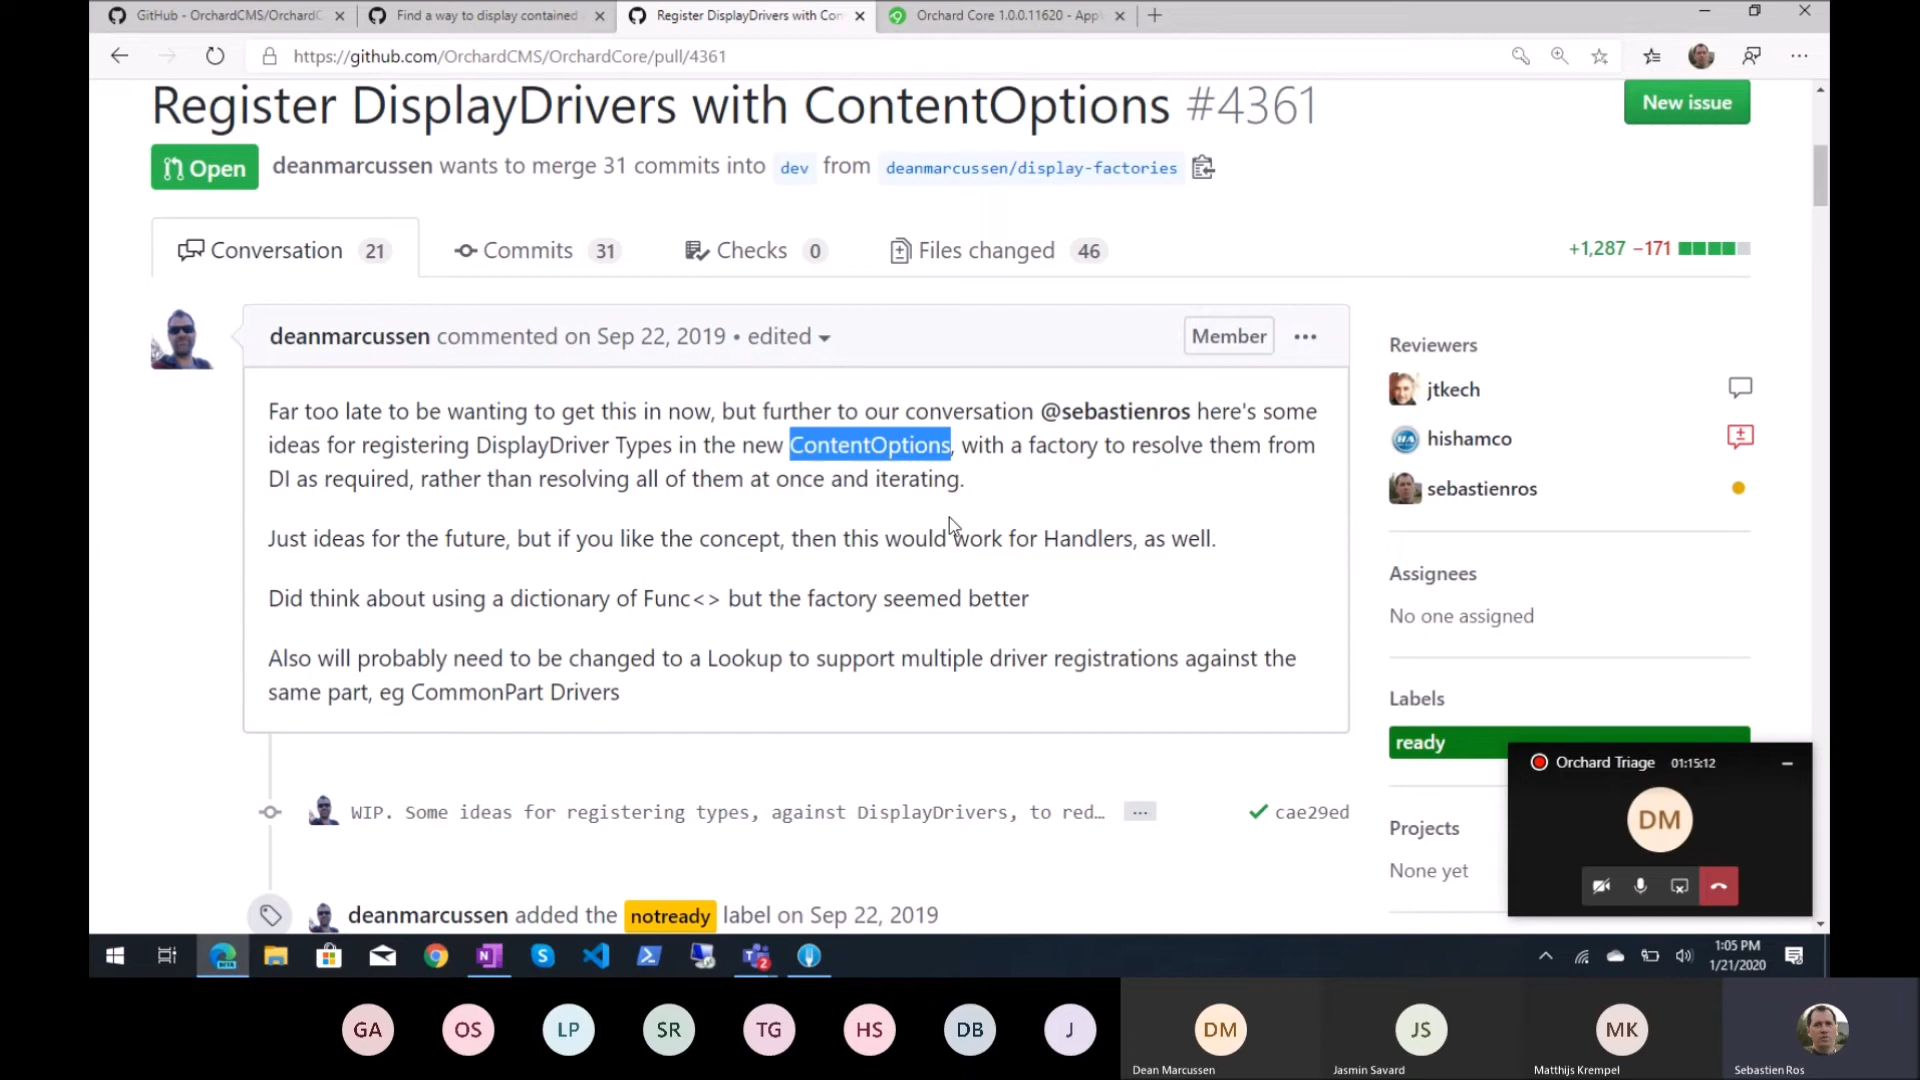 GitHub - OrchardCMS/OrchardC
Find a way to display contained
Register DisplayDrivers with Con
Orchard Core 1.0.0.11620 - App
https://github.com/OrchardCMS/OrchardCore/pull/4361
Register DisplayDrivers with ContentOptions #4361
New issue
Open
deanmarcussen wants to merge 31 commits into dev from deanmarcussen/display-factories
Conversation 21
Commits 31
Checks 0
Files changed 46
+1,287 −171
deanmarcussen commented on Sep 22, 2019 • edited
Member
Far too late to be wanting to get this in now, but further to our conversation @sebastienros here's some
ideas for registering DisplayDriver Types in the new ContentOptions, with a factory to resolve them from
DI as required, rather than resolving all of them at once and iterating.
Just ideas for the future, but if you like the concept, then this would work for Handlers, as well.
Did think about using a dictionary of Func<> but the factory seemed better
Also will probably need to be changed to a Lookup to support multiple driver registrations against the
same part, eg CommonPart Drivers
Reviewers
jtkech
hishamco
sebastienros
Assignees
No one assigned
Labels
ready
Projects
None yet
WIP. Some ideas for registering types, against DisplayDrivers, to red…
cae29ed
deanmarcussen added the notready label on Sep 22, 2019
Orchard Triage 01:15:12
DM
1:05 PM
1/21/2020
GA
OS
LP
SR
TG
HS
DB
J
DM
JS
MK
Dean Marcussen
Jasmin Savard
Matthijs Krempel
Sebastien Ros